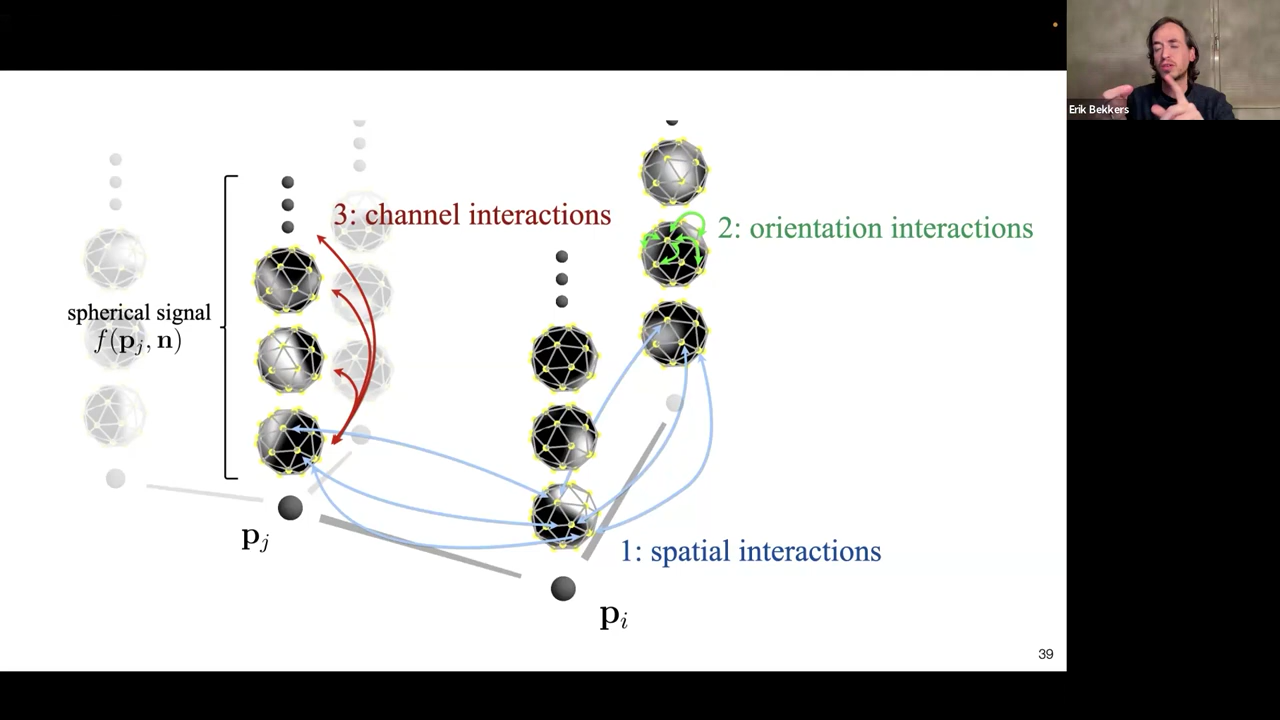 Erik Bekkers
3: channel interactions
2: orientation interactions
spherical signal
f(p_j, n)
p_j
1: spatial interactions
p_i
39